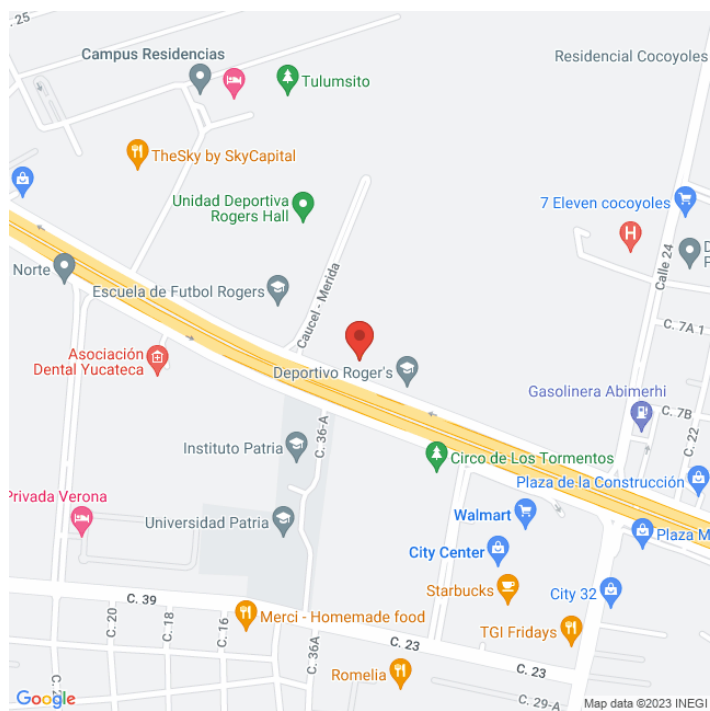 C. 25
Campus Residencias
Residencial Cocoyoles
Tulumsito
TheSky by SkyCapital
Unidad Deportiva
Rogers Hall
7 Eleven cocoyoles
H
Calle 24
Norte
Caucel - Merida
Escuela de Futbol Rogers
C. 7A.1
Asociación
Dental Yucateca
Deportivo Roger's
Gasolinera Abimerhi
C. 7B
C. 36-A
C. 22
Instituto Patria
Circo de Los Tormentos
Plaza de la Construcción
Privada Verona
Universidad Patria
Walmart
Plaza M
City Center
Starbucks
City 32
C. 39
C. 20
C. 18
C. 16
Merci - Homemade food
TGI Fridays
C. 36A
C. 23
Romelia
C. 23
C. 29-A
Google
Map data ©2023 INEGI